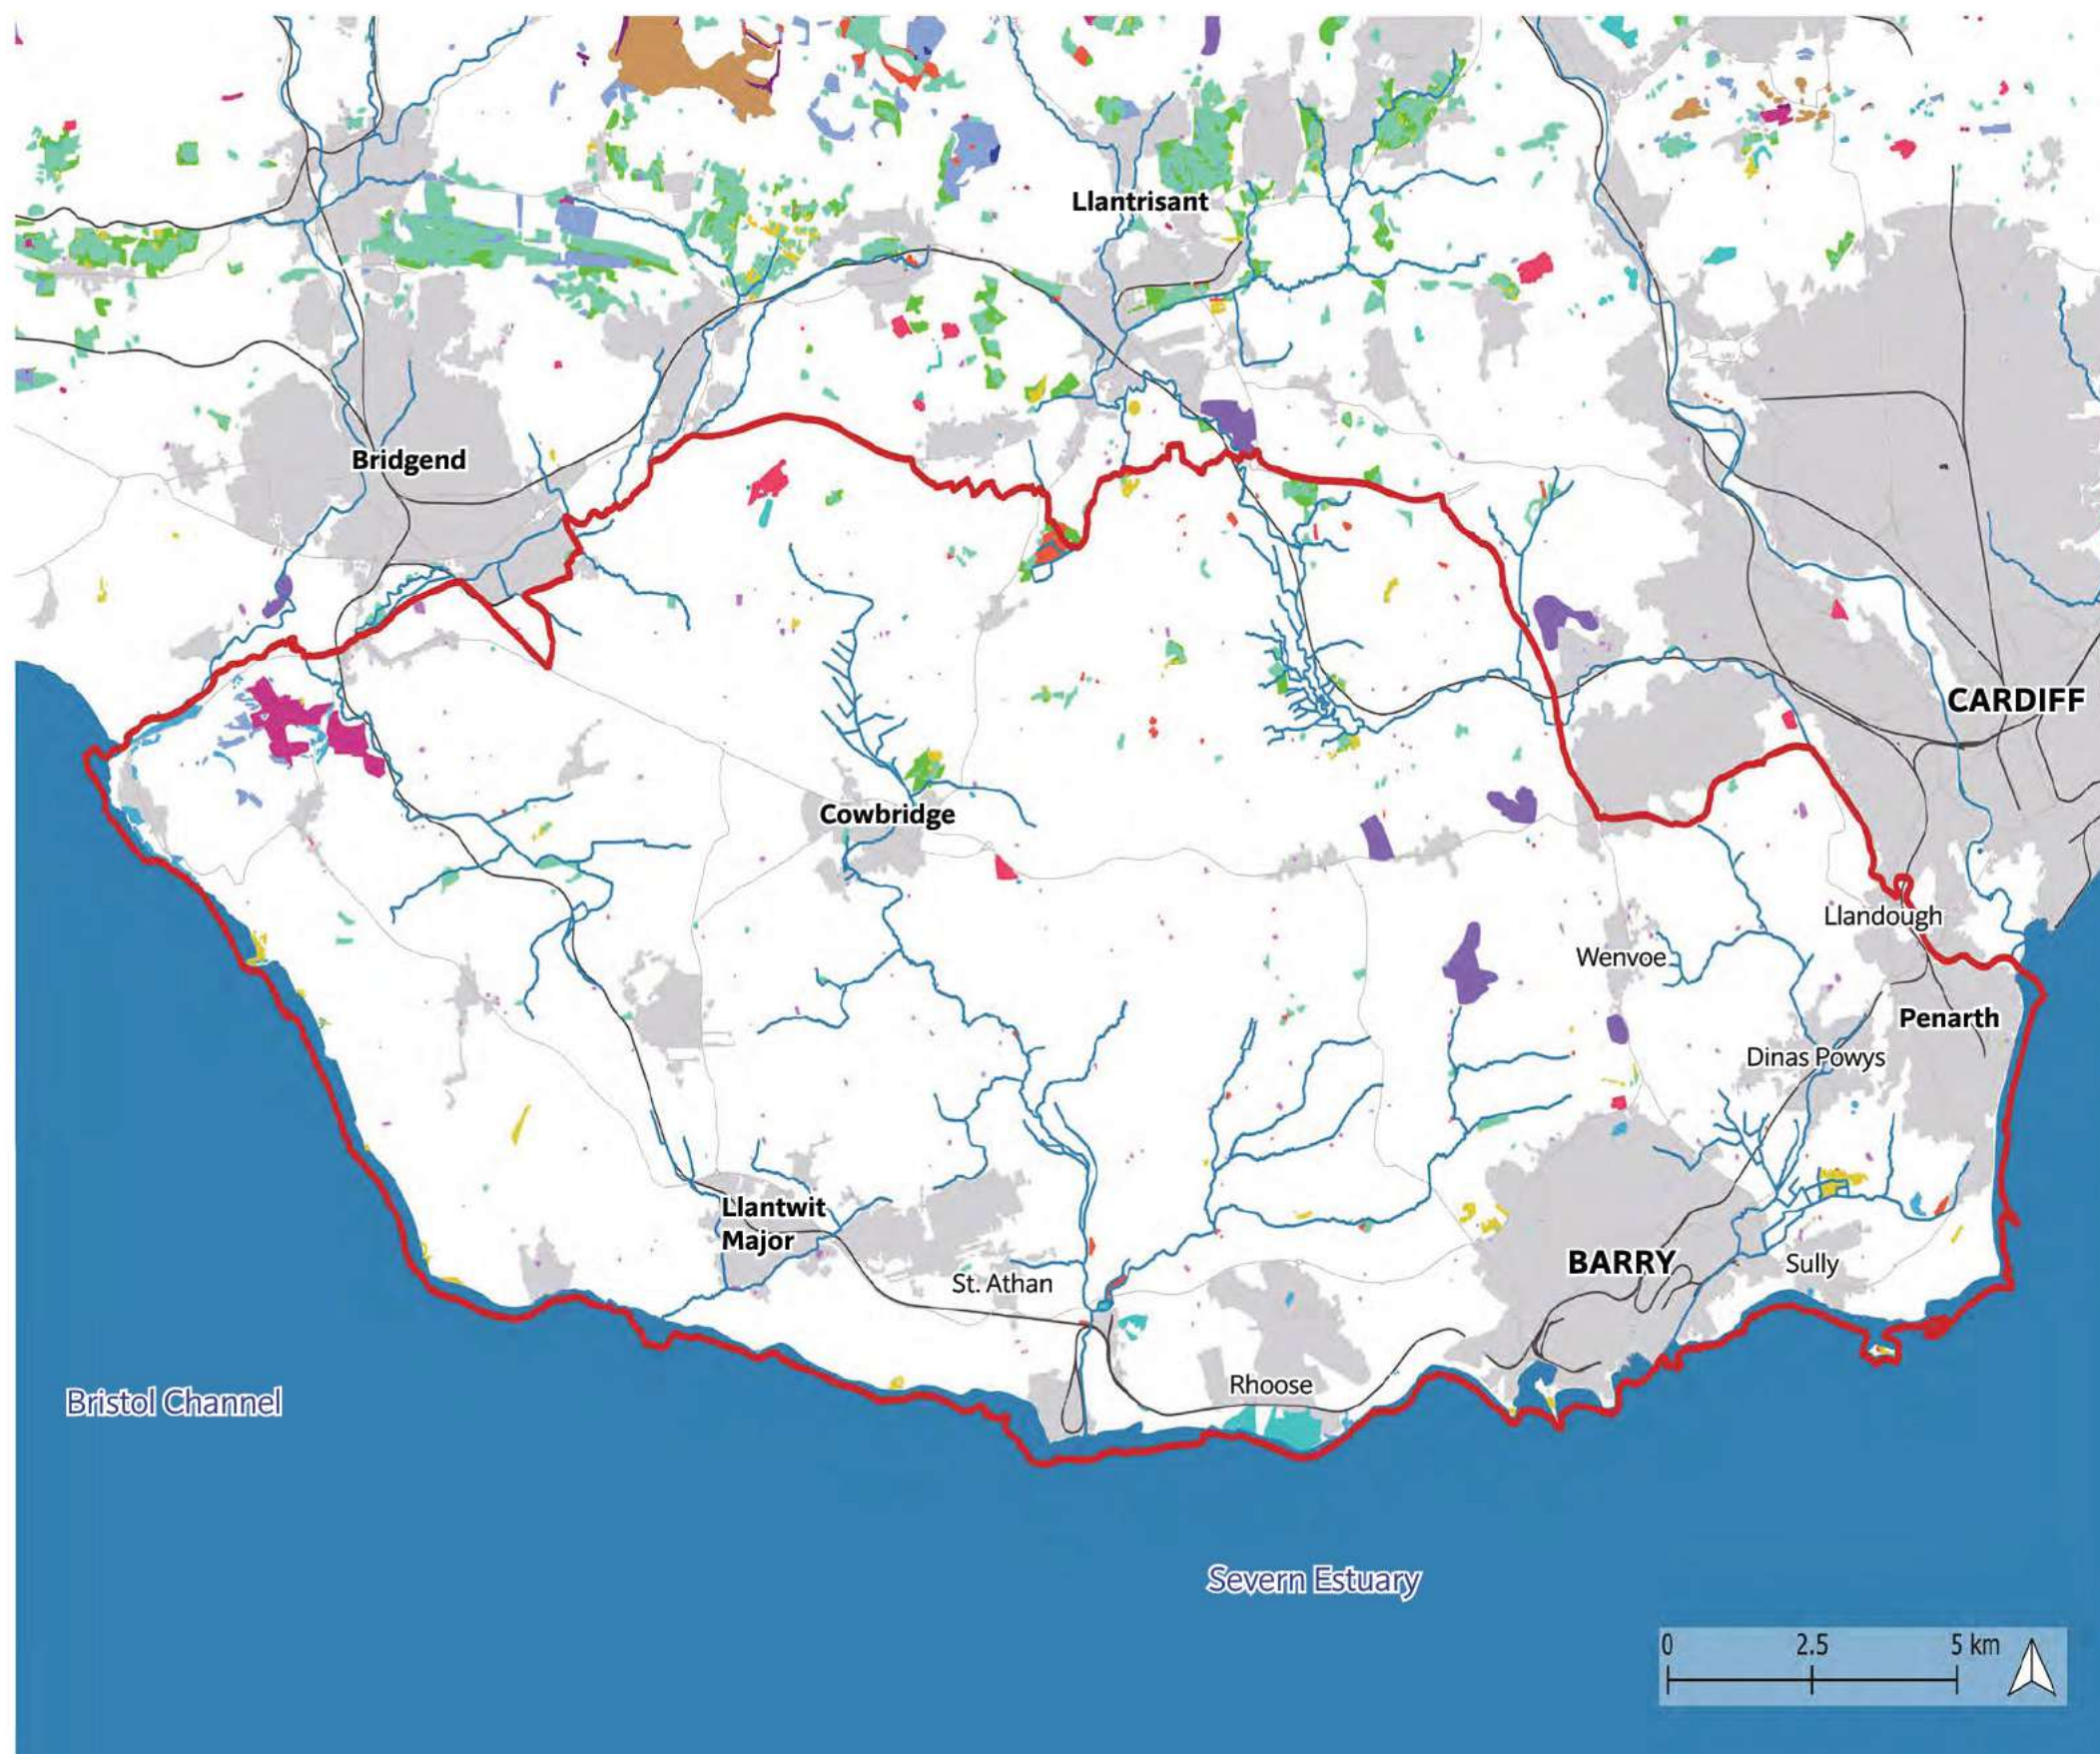 Llantrisant
Bridgend
CARDIFF
Cowbridge
Llandough
Wenvoe
Penarth
Dinas Powys
Llantwit
Major
BARRY
Sully
St. Athan
Rhoose
Bristol Channel
Severn Estuary
0 2.5 5 km